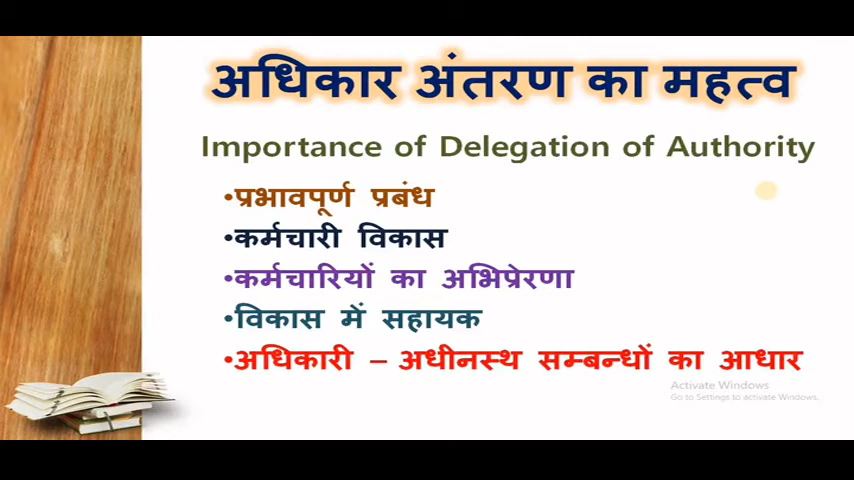 अधिकार अंतरण का महत्व
Importance of Delegation of Authority
•प्रभावपूर्ण प्रबंध
•कर्मचारी विकास
•कर्मचारियों का अभिप्रेरणा
•विकास में सहायक
•अधिकारी – अधीनस्थ सम्बन्धों का आधार
Activate Windows
Go to Settings to activate Windows.